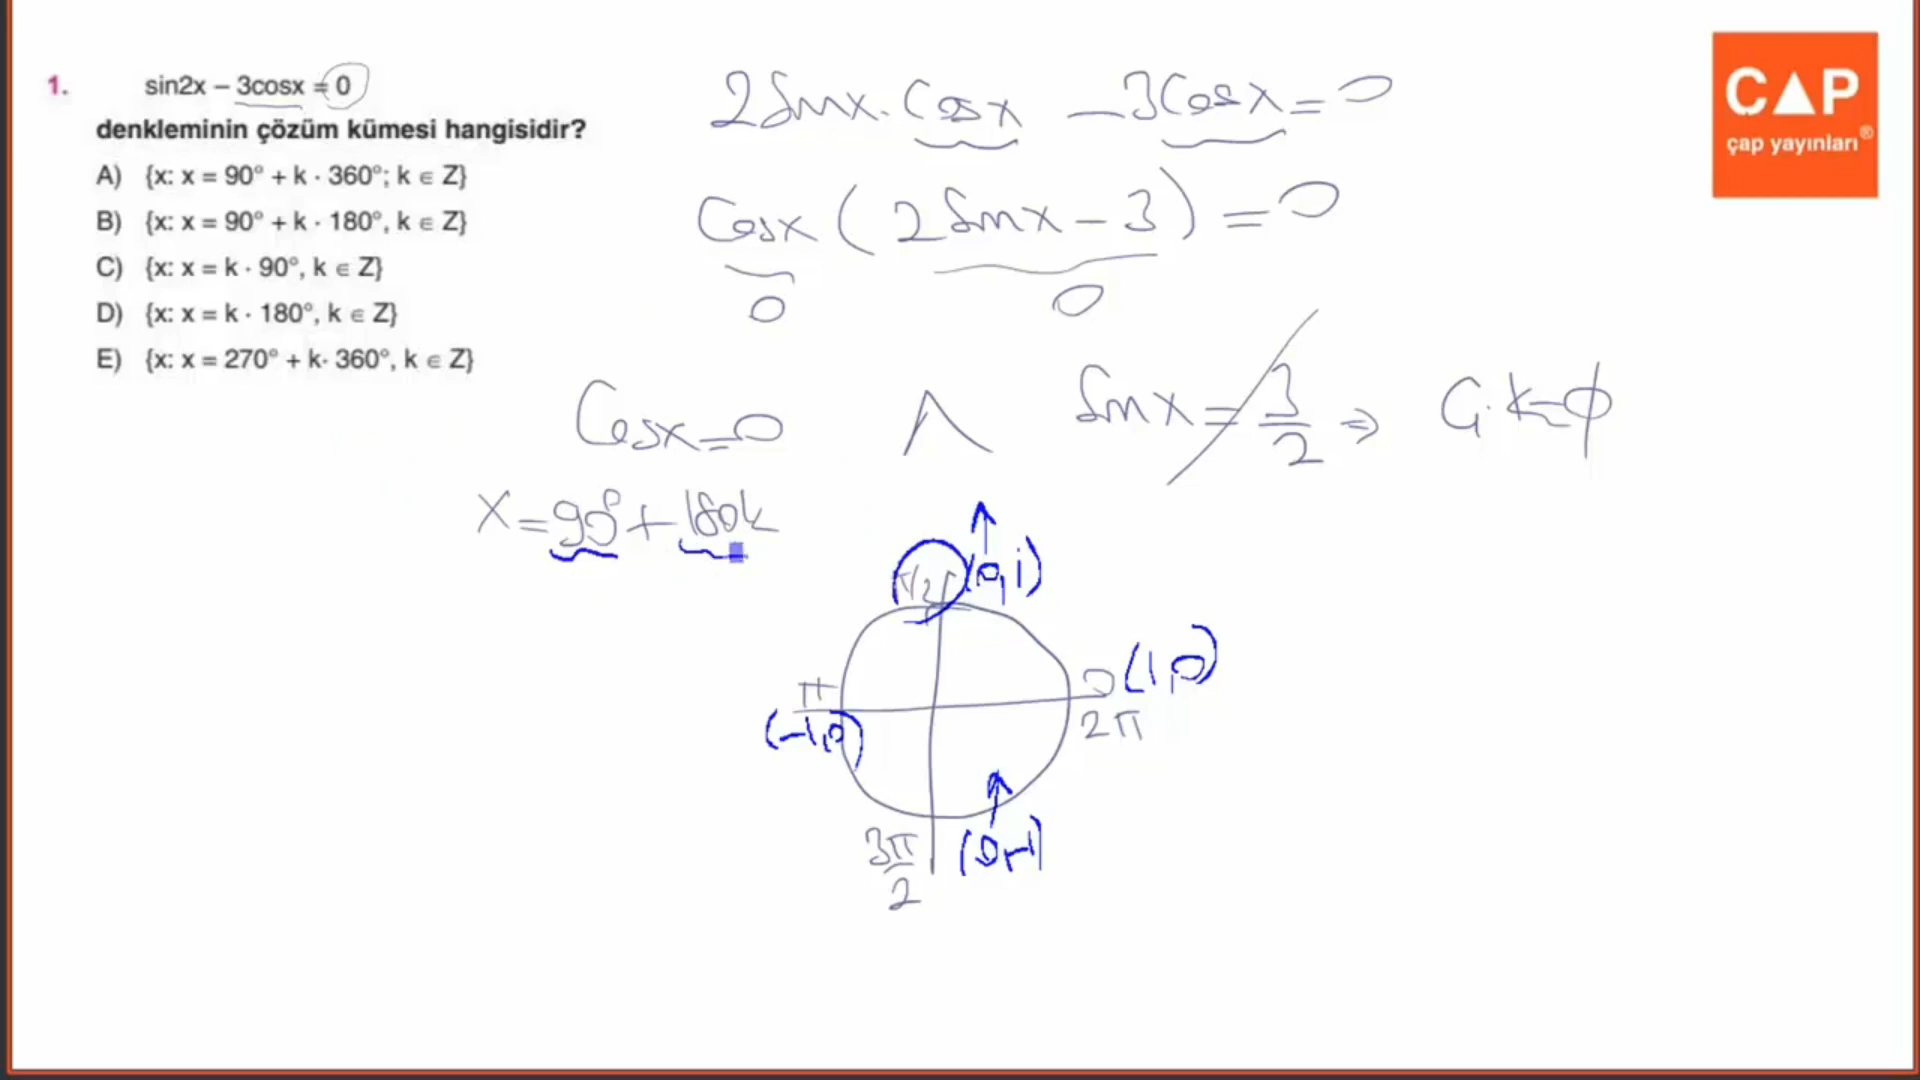 1. sin2x – 3cosx = 0
denkleminin çözüm kümesi hangisidir?
A) {x: x = 90° + k · 360°; k ∈ Z}
B) {x: x = 90° + k · 180°, k ∈ Z}
C) {x: x = k · 90°, k ∈ Z}
D) {x: x = k · 180°, k ∈ Z}
E) {x: x = 270° + k· 360°, k ∈ Z}
2Sinx. Cosx – 3Cosx = 0
Cosx ( 2Sinx – 3 ) = 0
0 0
Cosx = 0 ∧ Sinx = 3/2 ⇒ Ç.K = ∅
x = 90° + 180k
π/2 (0,1)
π (-1,0)
0 (1,0)
2π
3π/2 (0,-1)
ÇAP
çap yayınları®